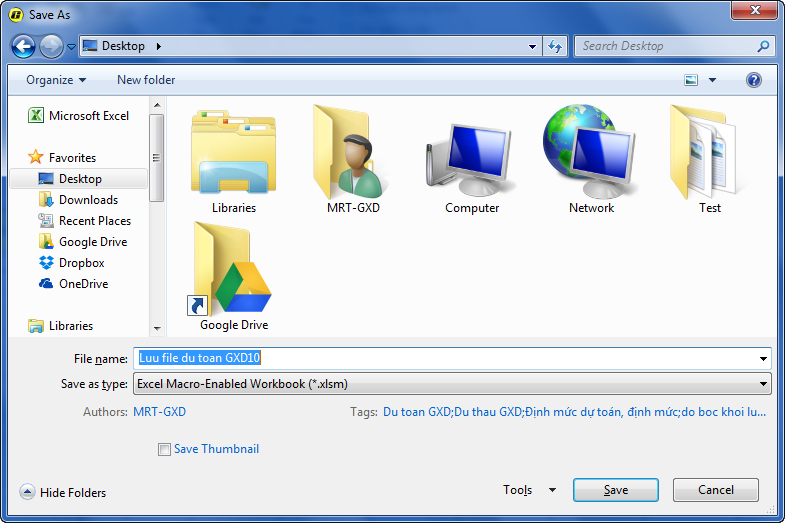 Save As
Desktop
Search Desktop
Organize
New folder
Microsoft Excel
Favorites
Desktop
Downloads
Recent Places
Google Drive
Dropbox
OneDrive
Libraries
Libraries
MRT-GXD
Computer
Network
Test
Google Drive
File name: Luu file du toan GXD10
Save as type: Excel Macro-Enabled Workbook (*.xlsm)
Authors: MRT-GXD
Tags: Du toan GXD;Du thau GXD;Định mức dự toán, định mức;do boc khoi lu...
Save Thumbnail
Hide Folders
Tools
Save
Cancel